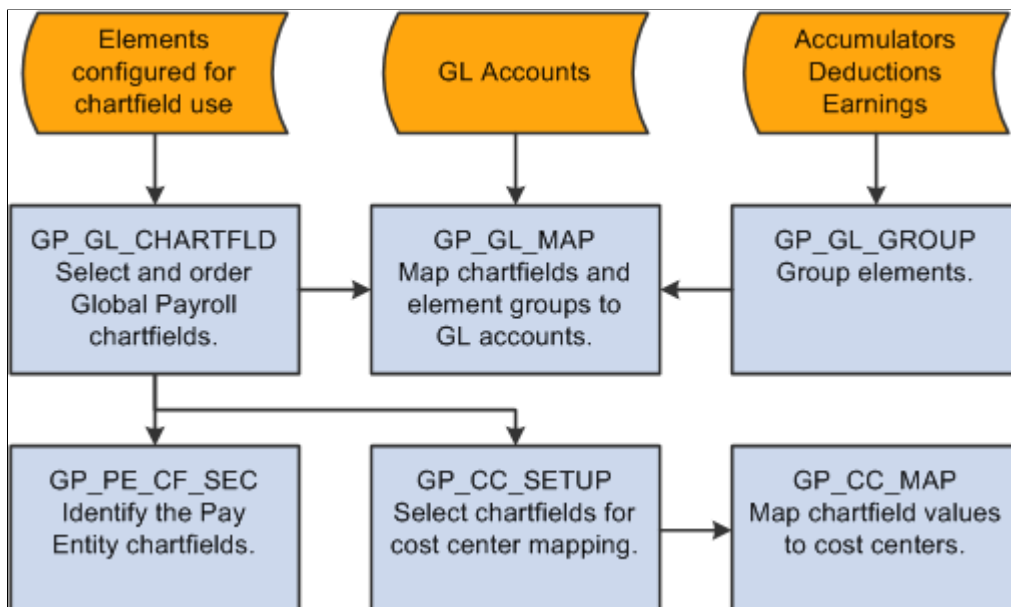 Elements
configured for
chartfield use
GL Accounts
Accumulators
Deductions
Earnings
GP_GL_CHARTFLD
Select and order
Global Payroll
chartfields.
GP_GL_MAP
Map chartfields and
element groups to
GL accounts.
GP_GL_GROUP
Group elements.
GP_PE_CF_SEC
Identify the Pay
Entity chartfields.
GP_CC_SETUP
Select chartfields for
cost center mapping.
GP_CC_MAP
Map chartfield values
to cost centers.